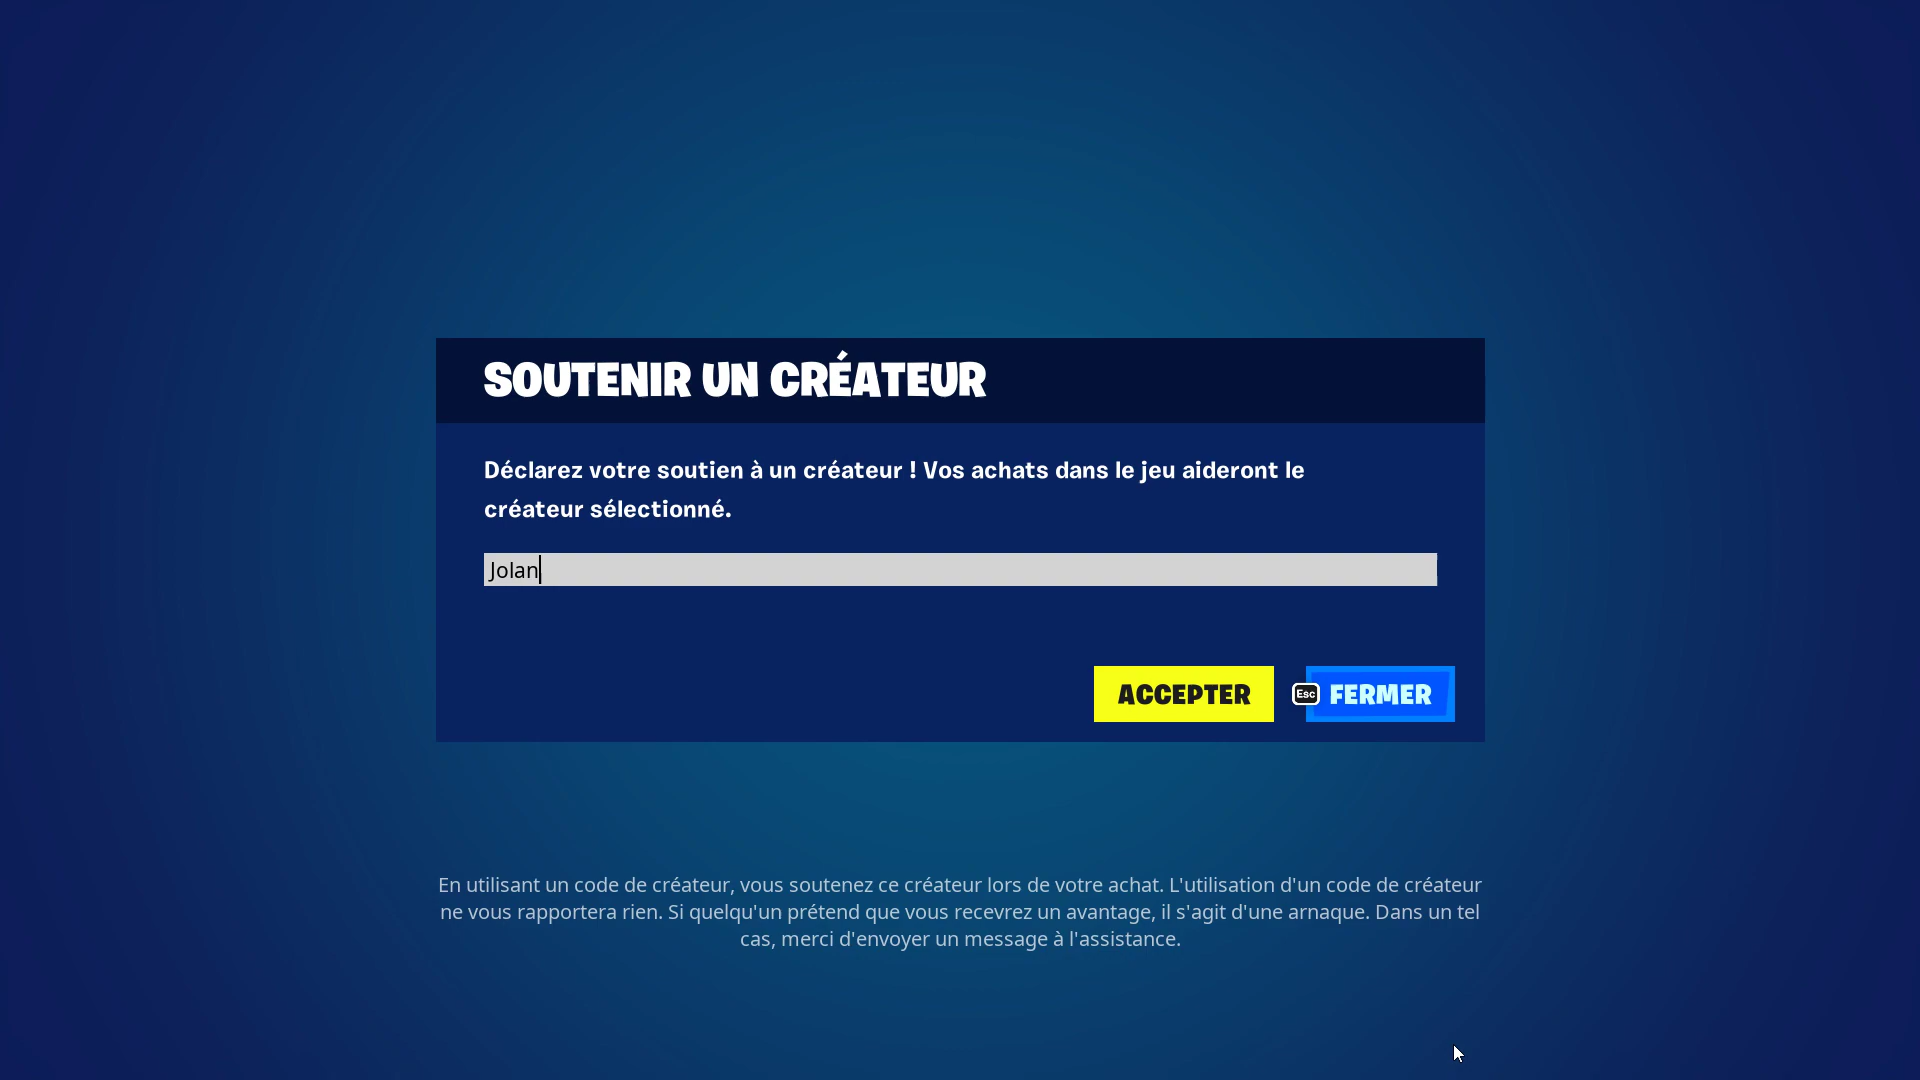 SOUTENIR UN CRÉATEUR
Déclarez votre soutien à un créateur ! Vos achats dans le jeu aideront le
créateur sélectionné.
Jolan
ACCEPTER
Esc FERMER
En utilisant un code de créateur, vous soutenez ce créateur lors de votre achat. L'utilisation d'un code de créateur
ne vous rapportera rien. Si quelqu'un prétend que vous recevrez un avantage, il s'agit d'une arnaque. Dans un tel
cas, merci d'envoyer un message à l'assistance.